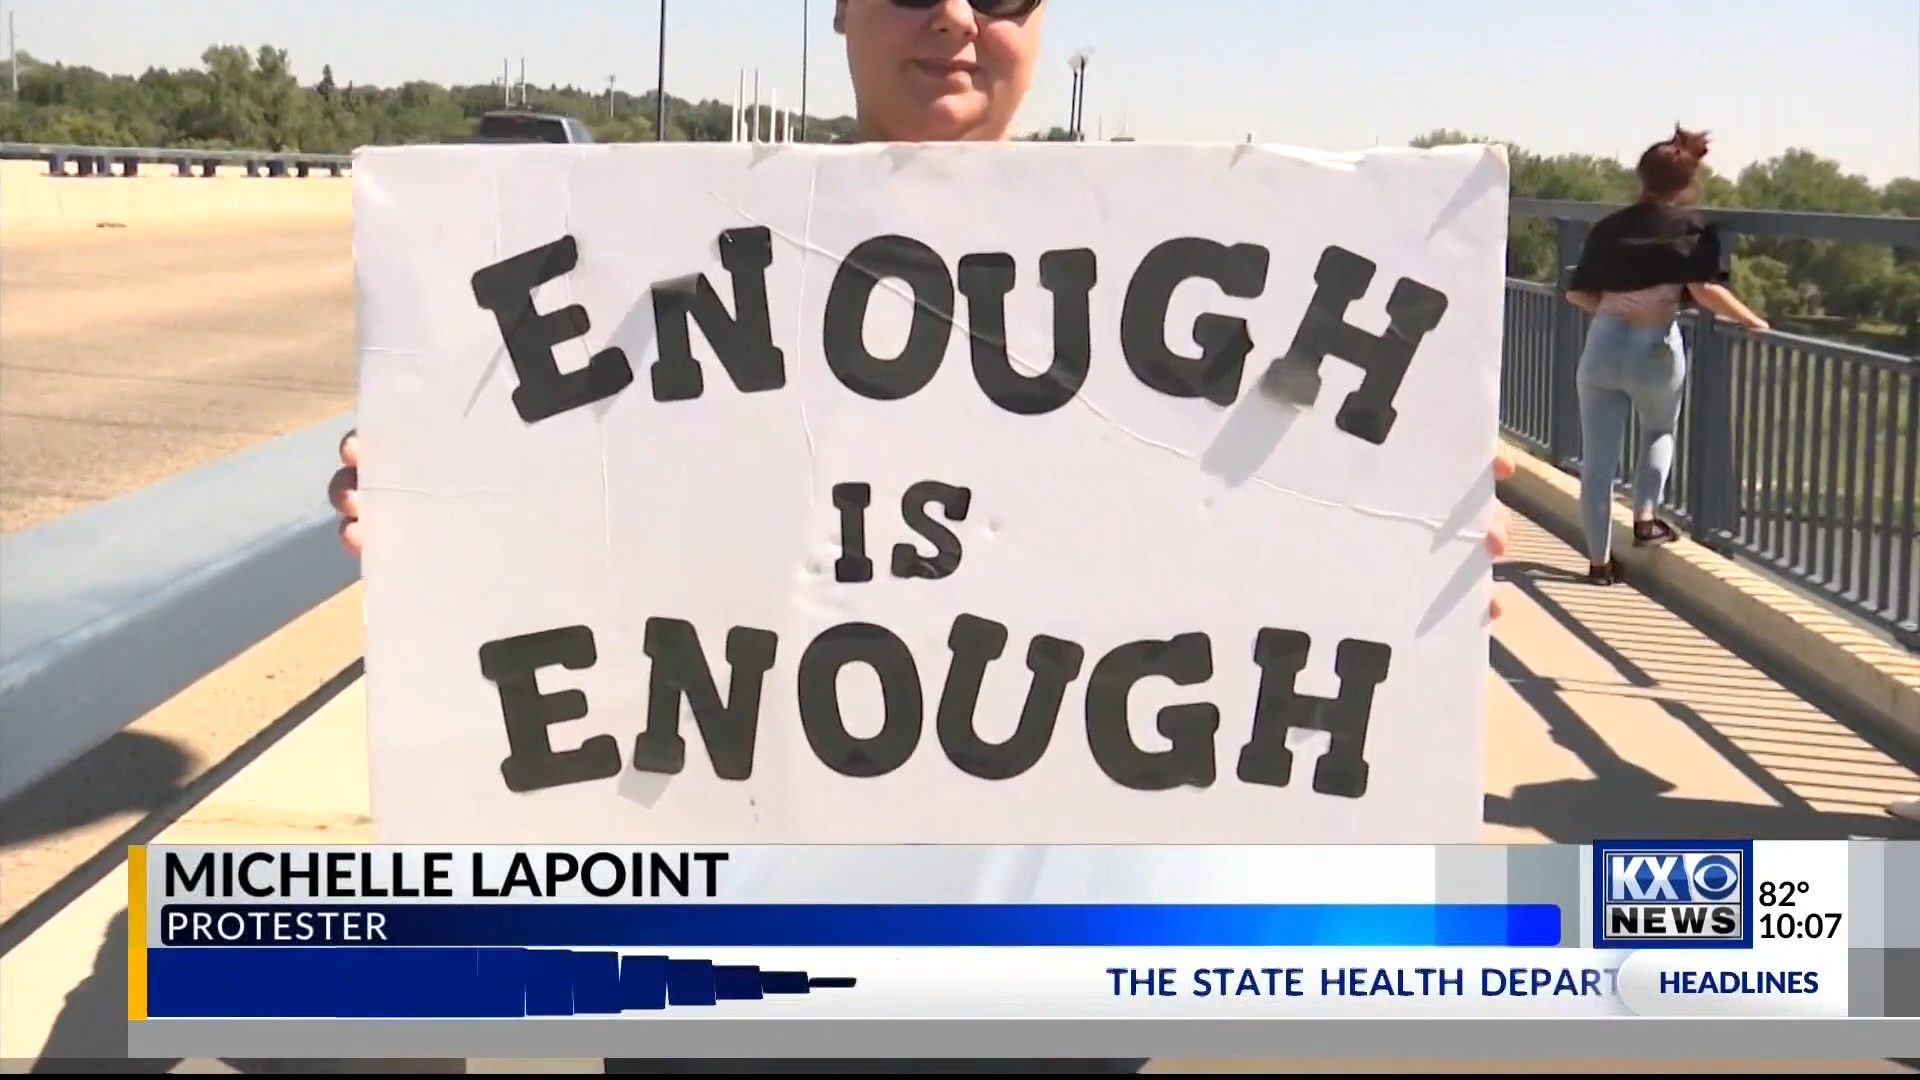 ENOUGH
IS
ENOUGH
MICHELLE LAPOINT
PROTESTER
KX
NEWS
82°
10:07
THE STATE HEALTH DEPART
HEADLINES